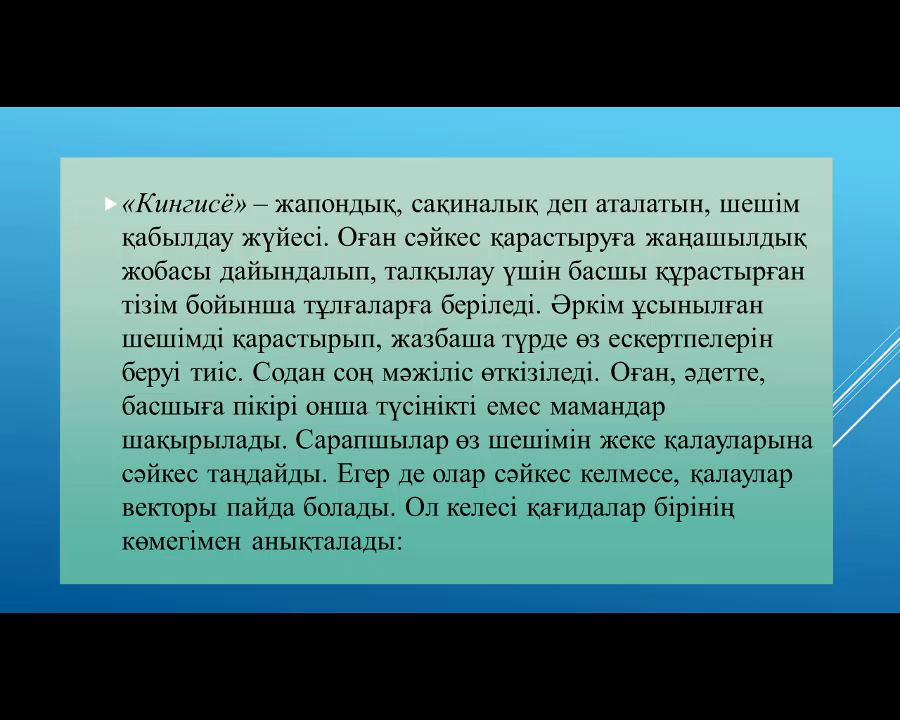 «Кингисё» – жапондық, сақиналық деп аталатын, шешім
қабылдау жүйесі. Оған сәйкес қарастыруға жаңашылдық
жобасы дайындалып, талқылау үшін басшы құрастырған
тізім бойынша тұлғаларға беріледі. Әркім ұсынылған
шешімді қарастырып, жазбаша түрде өз ескертпелерін
беруі тиіс. Содан соң мәжіліс өткізіледі. Оған, әдетте,
басшыға пікірі онша түсінікті емес мамандар
шақырылады. Сарапшылар өз шешімін жеке қалауларына
сәйкес таңдайды. Егер де олар сәйкес келмесе, қалаулар
векторы пайда болады. Ол келесі қағидалар бірінің
көмегімен анықталады: